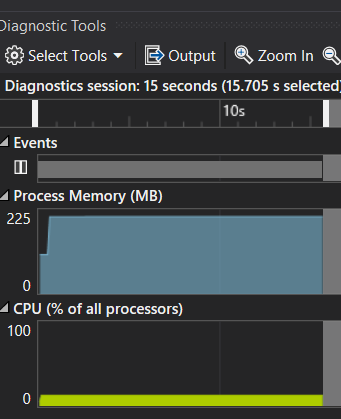 Diagnostic Tools
Select Tools Output Zoom In
Diagnostics session: 15 seconds (15.705 s selected)
10s
Events
Process Memory (MB)
225
0
CPU (% of all processors)
100
0